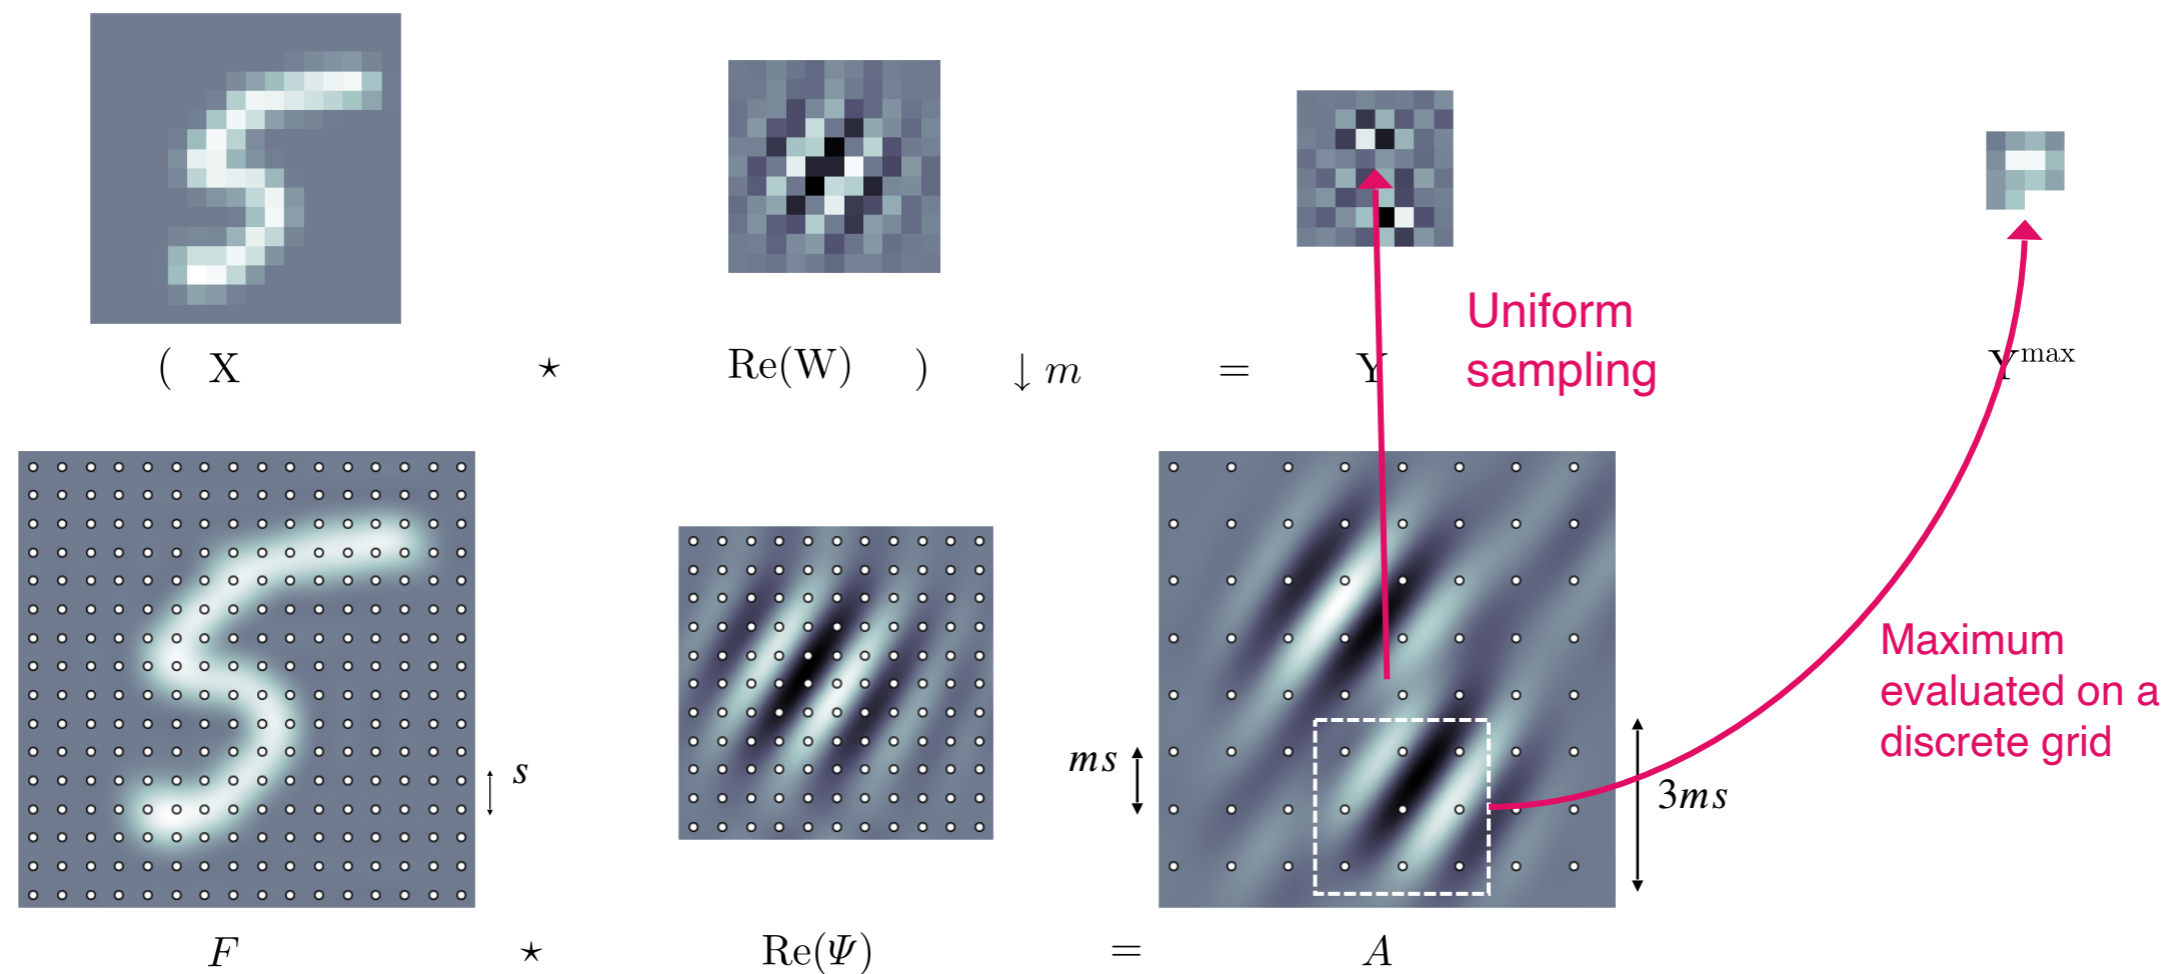 ( X ⋆ Re(W) ) ↓ m = Y
Uniform
sampling
Y^max
s
ms
3ms
Maximum
evaluated on a
discrete grid
F ⋆ Re(Ψ) = A